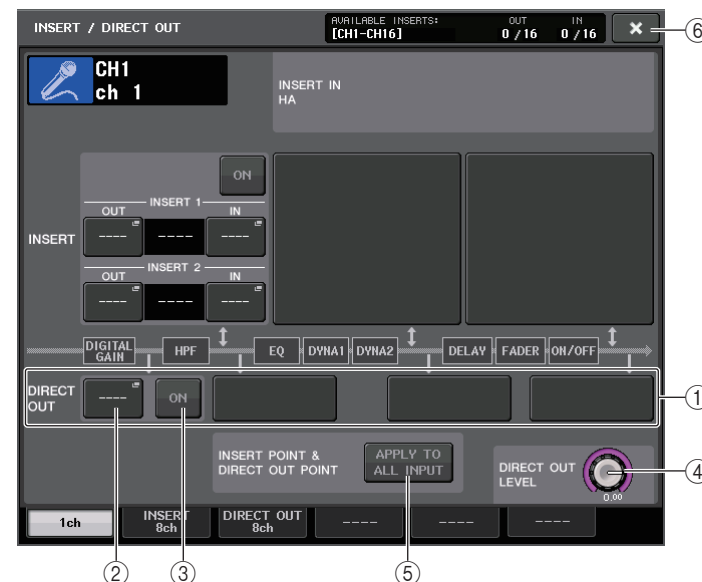 INSERT / DIRECT OUT
AVAILABLE INSERTS: OUT IN
[CH1-CH16] 0/16 0/16
×
⑥
CH1
ch 1
INSERT IN
HA
ON
INSERT 1
OUT IN
INSERT
---- ---- ----
INSERT 2
OUT IN
---- ---- ----
DIGITAL GAIN HPF EQ DYNA1 DYNA2 DELAY FADER ON/OFF
DIRECT OUT
---- ON
①
INSERT POINT &
DIRECT OUT POINT
APPLY TO
ALL INPUT
DIRECT OUT
LEVEL
0.00
④
1ch INSERT 8ch DIRECT OUT 8ch ---- ---- ----
② ③ ⑤